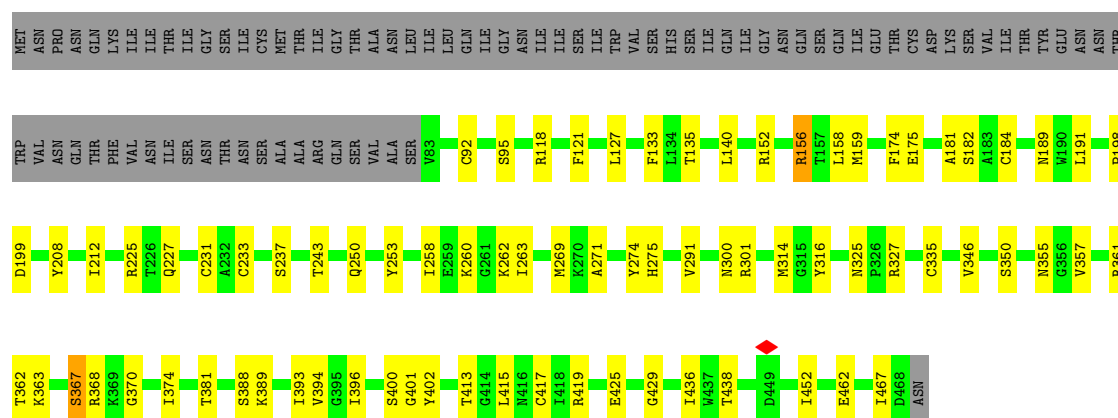 MET ASN PRO ASN GLN LYS ILE ILE THR ILE GLY SER ILE CYS MET THR ILE GLY THR ALA ASN LEU ILE LEU GLN ILE GLY ASN ILE ILE SER ILE TRP VAL SER HIS SER ILE GLN ILE GLY ASN GLN SER GLN ILE GLU THR CYS ASP LYS SER VAL ILE THR TYR GLU ASN ASN THR
TRP VAL ASN GLN THR PHE VAL ASN ILE SER ASN THR ASN SER ALA ALA ARG GLN SER VAL ALA SER V83 C92 S95 R118 F121 L127 F133 L134 T135 L140 R152 R156 T157 L158 M159 F174 E175 A181 S182 A183 C184 N189 W190 L191
D199 Y208 I212 R225 T226 Q227 C231 A232 C233 S237 T243 Q250 Y253 I258 E259 K260 G261 K262 I263 M269 K270 A271 Y274 H275 V291 N300 R301 M314 G315 Y316 N325 P326 R327 C335 V346 S350 N355 G356 V357
T362 K363 S367 R368 K369 G370 I374 T381 S388 K389 I393 V394 G395 I396 S400 G401 Y402 T413 G414 L415 N416 C417 I418 R419 E425 G429 I436 W437 T438 D449 I452 E462 I467 D468 ASN